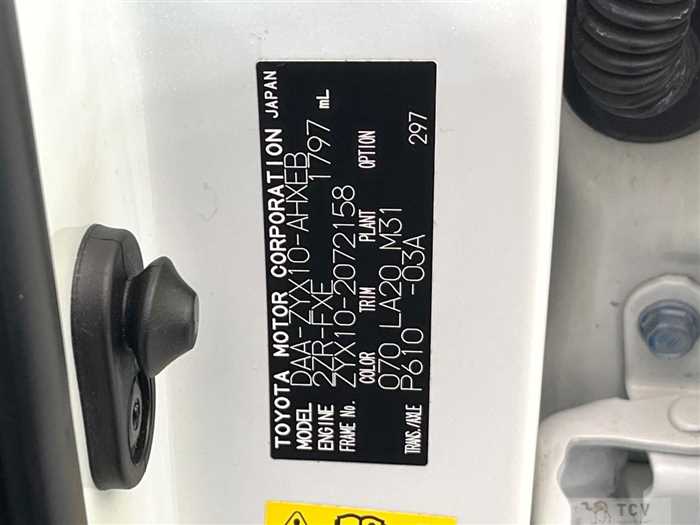 TOYOTA MOTOR CORPORATION JAPAN
MODEL DAA-ZYX10-AHXEB
ENGINE 2ZR-FXE 1797 mL
FRAME No. ZYX10-2072158
COLOR TRIM PLANT OPTION
070 LA20 M31
TRANS./AXLE P610 -03A 297
TCV